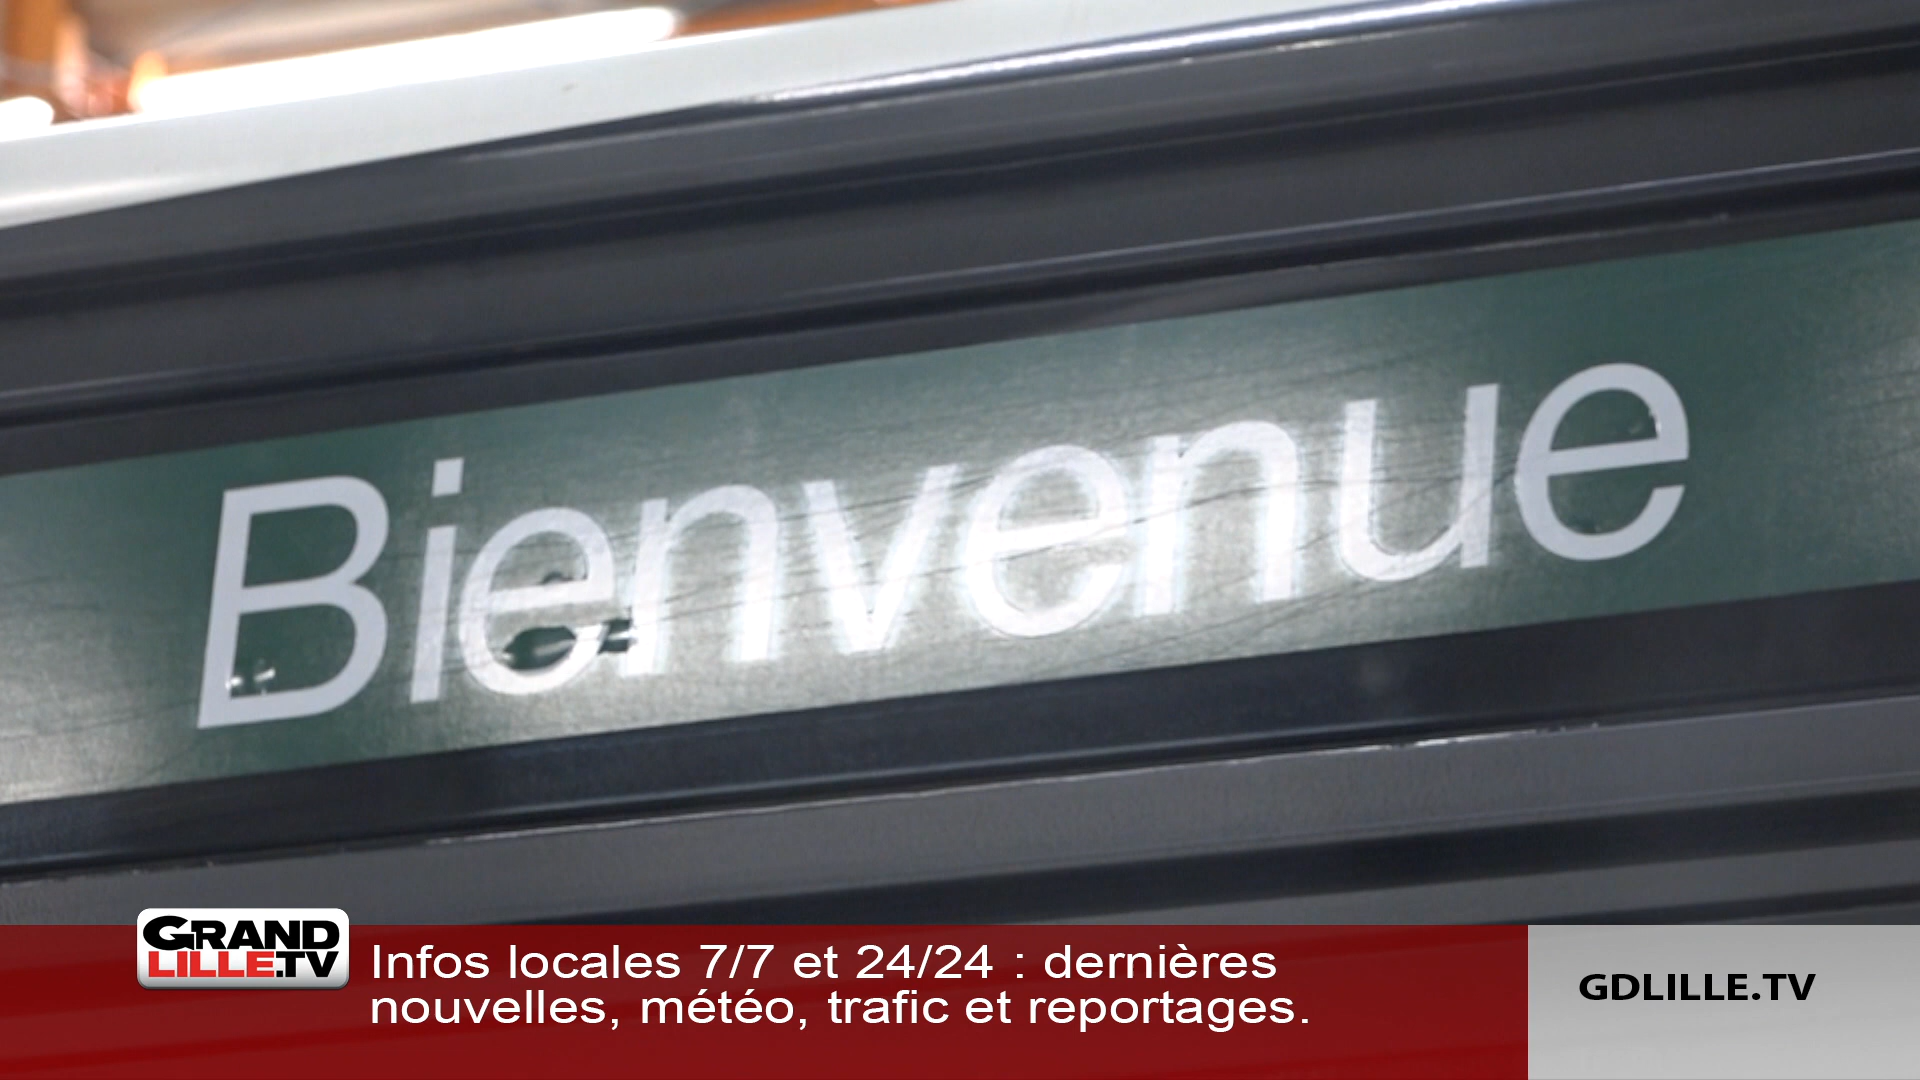 Bienvenue
GRAND
LILLE.TV
Infos locales 7/7 et 24/24 : dernières
nouvelles, météo, trafic et reportages.
GDLILLE.TV